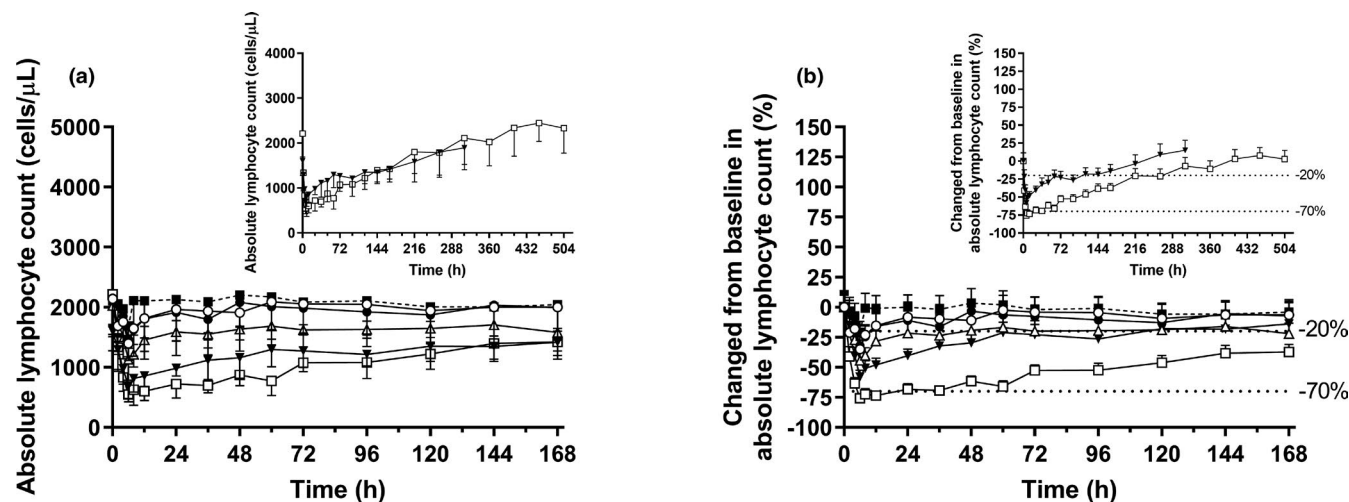 (a)
Absolute lymphocyte count (cells/μL)
5000
4000
3000
2000
1000
0
0 24 48 72 96 120 144 168
Time (h)
Absolute lymphocyte count (cells/μL)
4000
3000
2000
1000
0
0 72 144 216 288 360 432 504
Time (h)
(b)
Changed from baseline in
absolute lymphocyte count (%)
150
125
100
75
50
25
0
-25
-50
-75
-100
0 24 48 72 96 120 144 168
Time (h)
-20%
-70%
Changed from baseline in
absolute lymphocyte count (%)
150
125
100
75
50
25
0
-25
-50
-75
-100
0 72 144 216 288 360 432 504
Time (h)
-20%
-70%